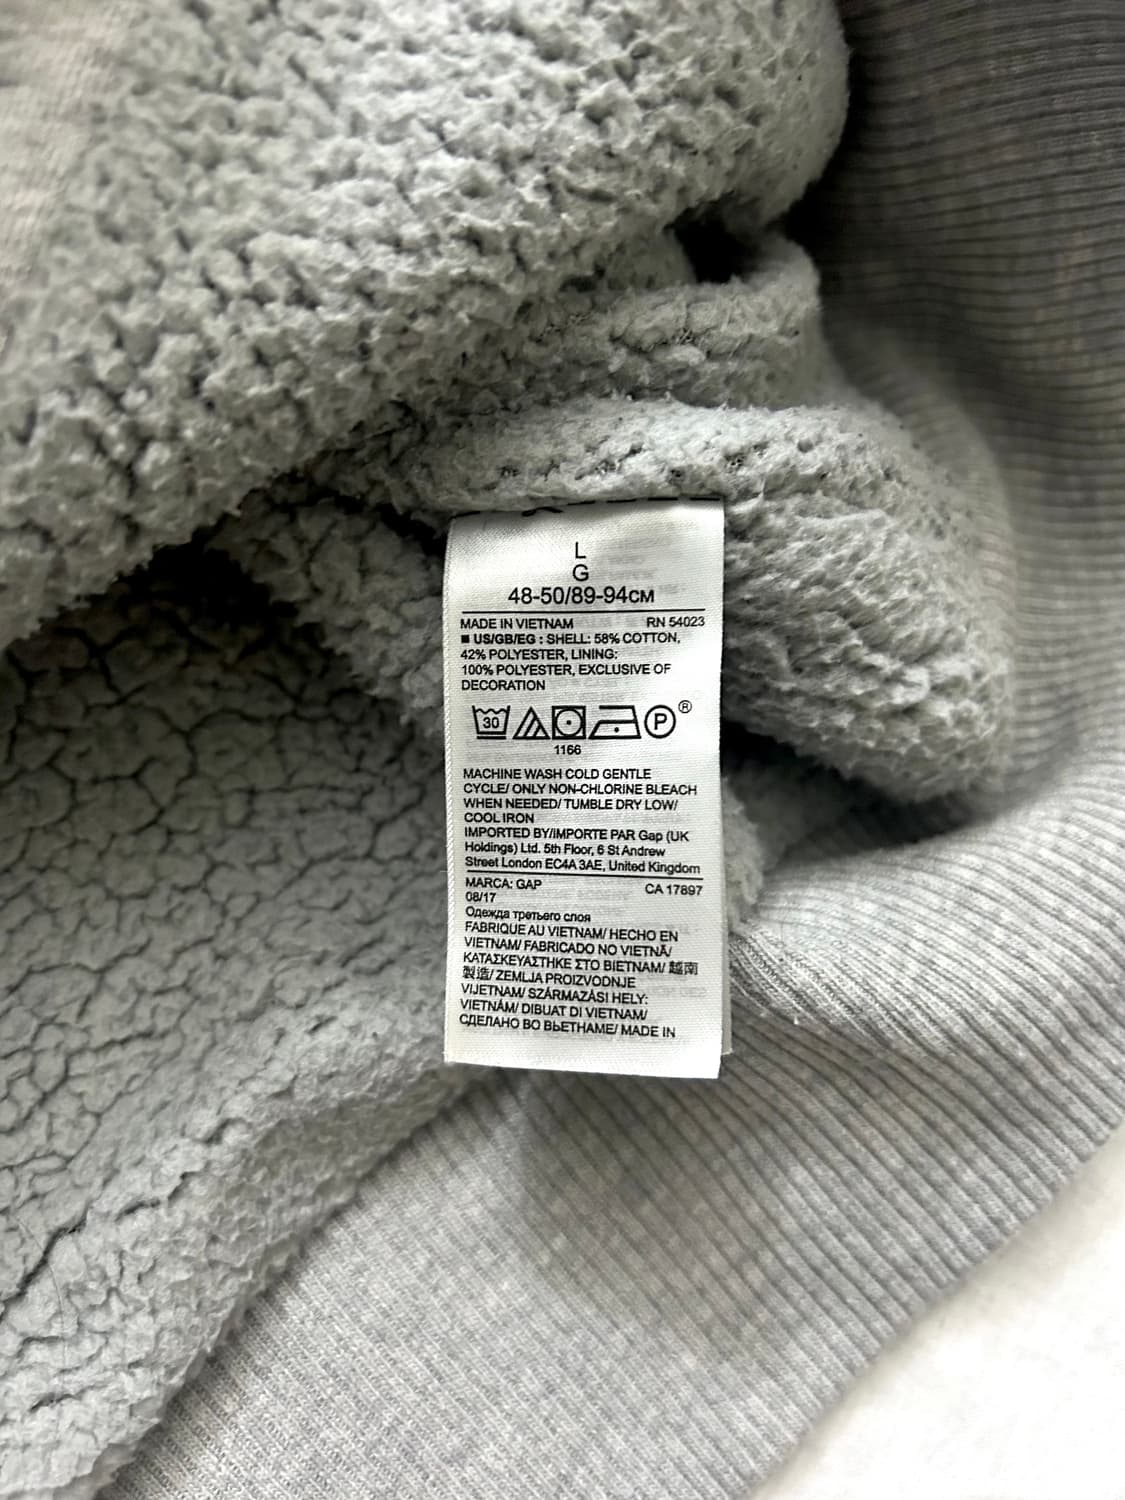 L
G
48-50/89-94CM
MADE IN VIETNAM RN 54023
■ US/GB/EG : SHELL: 58% COTTON,
42% POLYESTER, LINING:
100% POLYESTER, EXCLUSIVE OF
DECORATION
30 P ®
1166
MACHINE WASH COLD GENTLE
CYCLE/ ONLY NON-CHLORINE BLEACH
WHEN NEEDED/ TUMBLE DRY LOW/
COOL IRON
IMPORTED BY/IMPORTE PAR Gap (UK
Holdings) Ltd. 5th Floor, 6 St Andrew
Street London EC4A 3AE, United Kingdom
MARCA: GAP CA 17897
08/17
Одежда третьего слоя
FABRIQUE AU VIETNAM/ HECHO EN
VIETNAM/ FABRICADO NO VIETNÃ/
ΚΑΤΑΣΚΕΥΑΣΤΗΚΕ ΣΤΟ ΒΙΕΤΝΑΜ/ 越南
製造/ ZEMLJA PROIZVODNJE
VIJETNAM/ SZÁRMAZÁSI HELY:
VIETNÁM/ DIBUAT DI VIETNAM/
СДЕЛАНО ВО ВЬЕТНАМЕ/ MADE IN